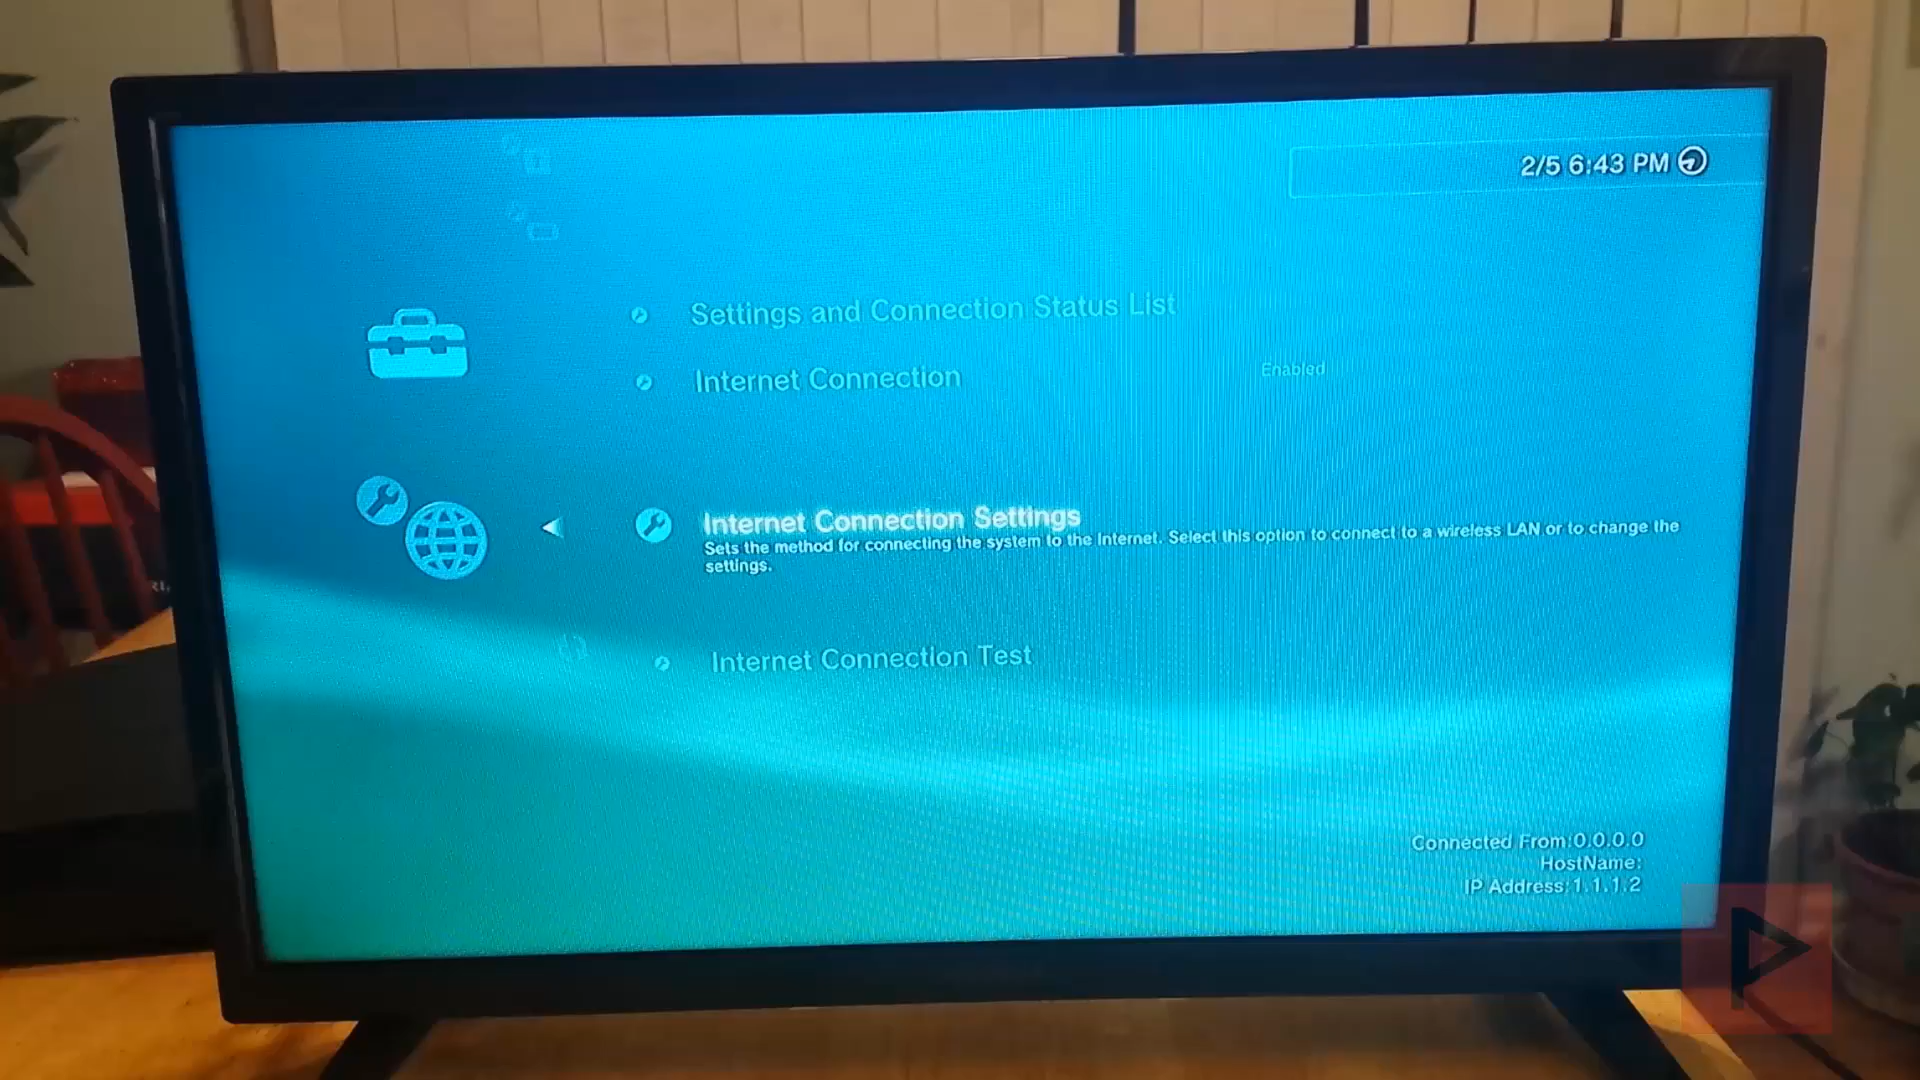 2/5 6:43 PM
Settings and Connection Status List
Internet Connection
Enabled
Internet Connection Settings
Sets the method for connecting the system to the Internet. Select this option to connect to a wireless LAN or to change the
settings.
Internet Connection Test
Connected From:0.0.0.0
HostName:
IP Address:1.1.1.2